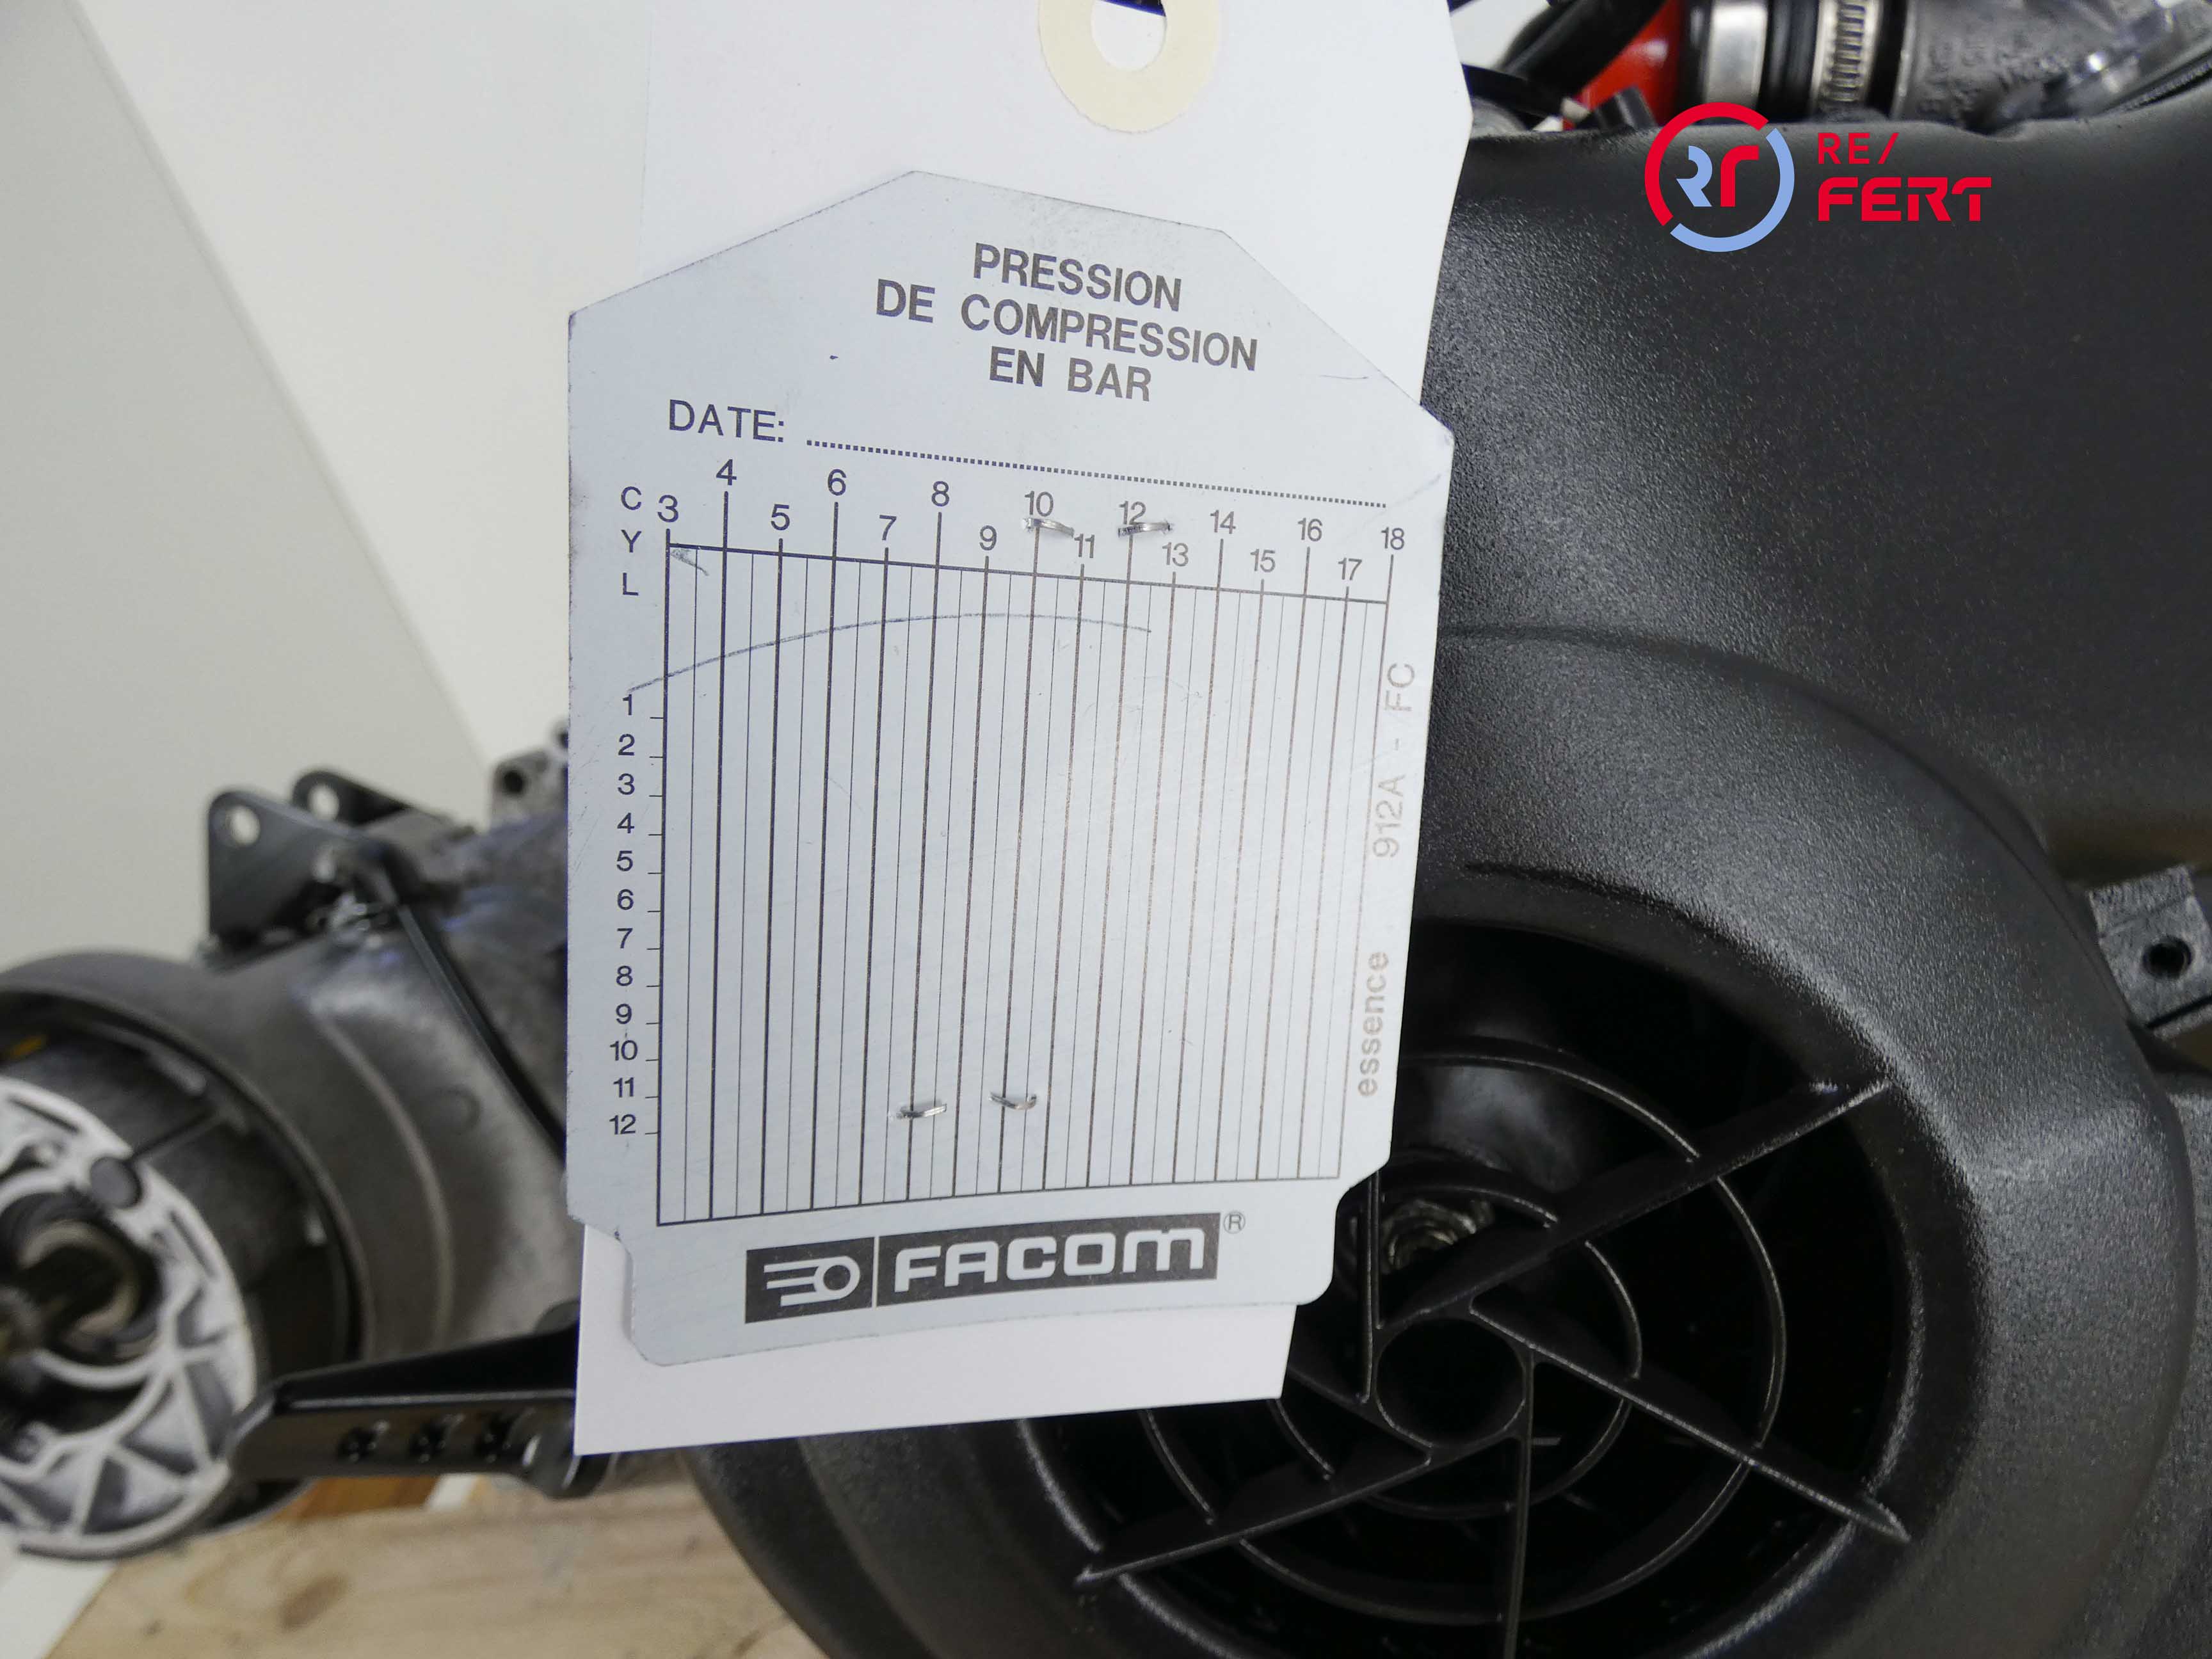 RE/
FERT
PRESSION
DE COMPRESSION
EN BAR
DATE:
4 6 8 10 12 14 16 18
3 5 7 9 11 13 15 17
C
Y
L
1
2
3
4
5
6
7
8
9
10
11
12
essence 912A - FC
FACOM®